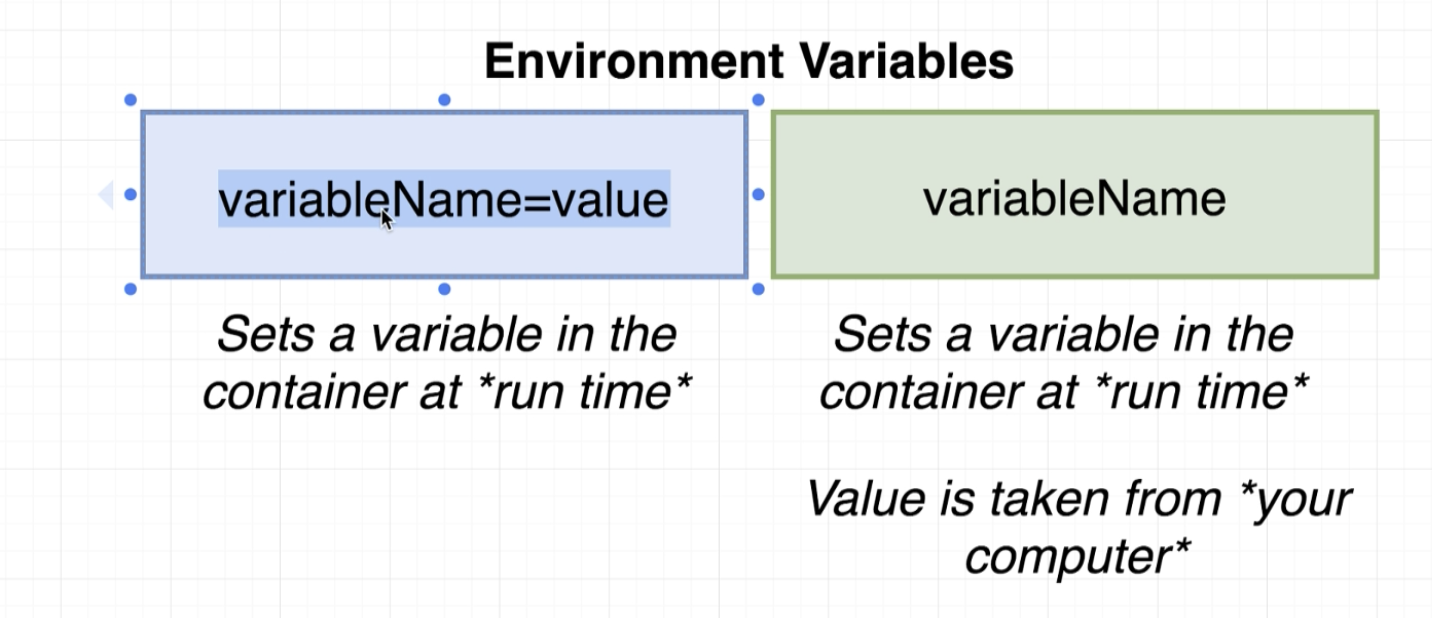 Environment Variables
variableName=value
Sets a variable in the
container at *run time*
variableName
Sets a variable in the
container at *run time*
Value is taken from *your
computer*